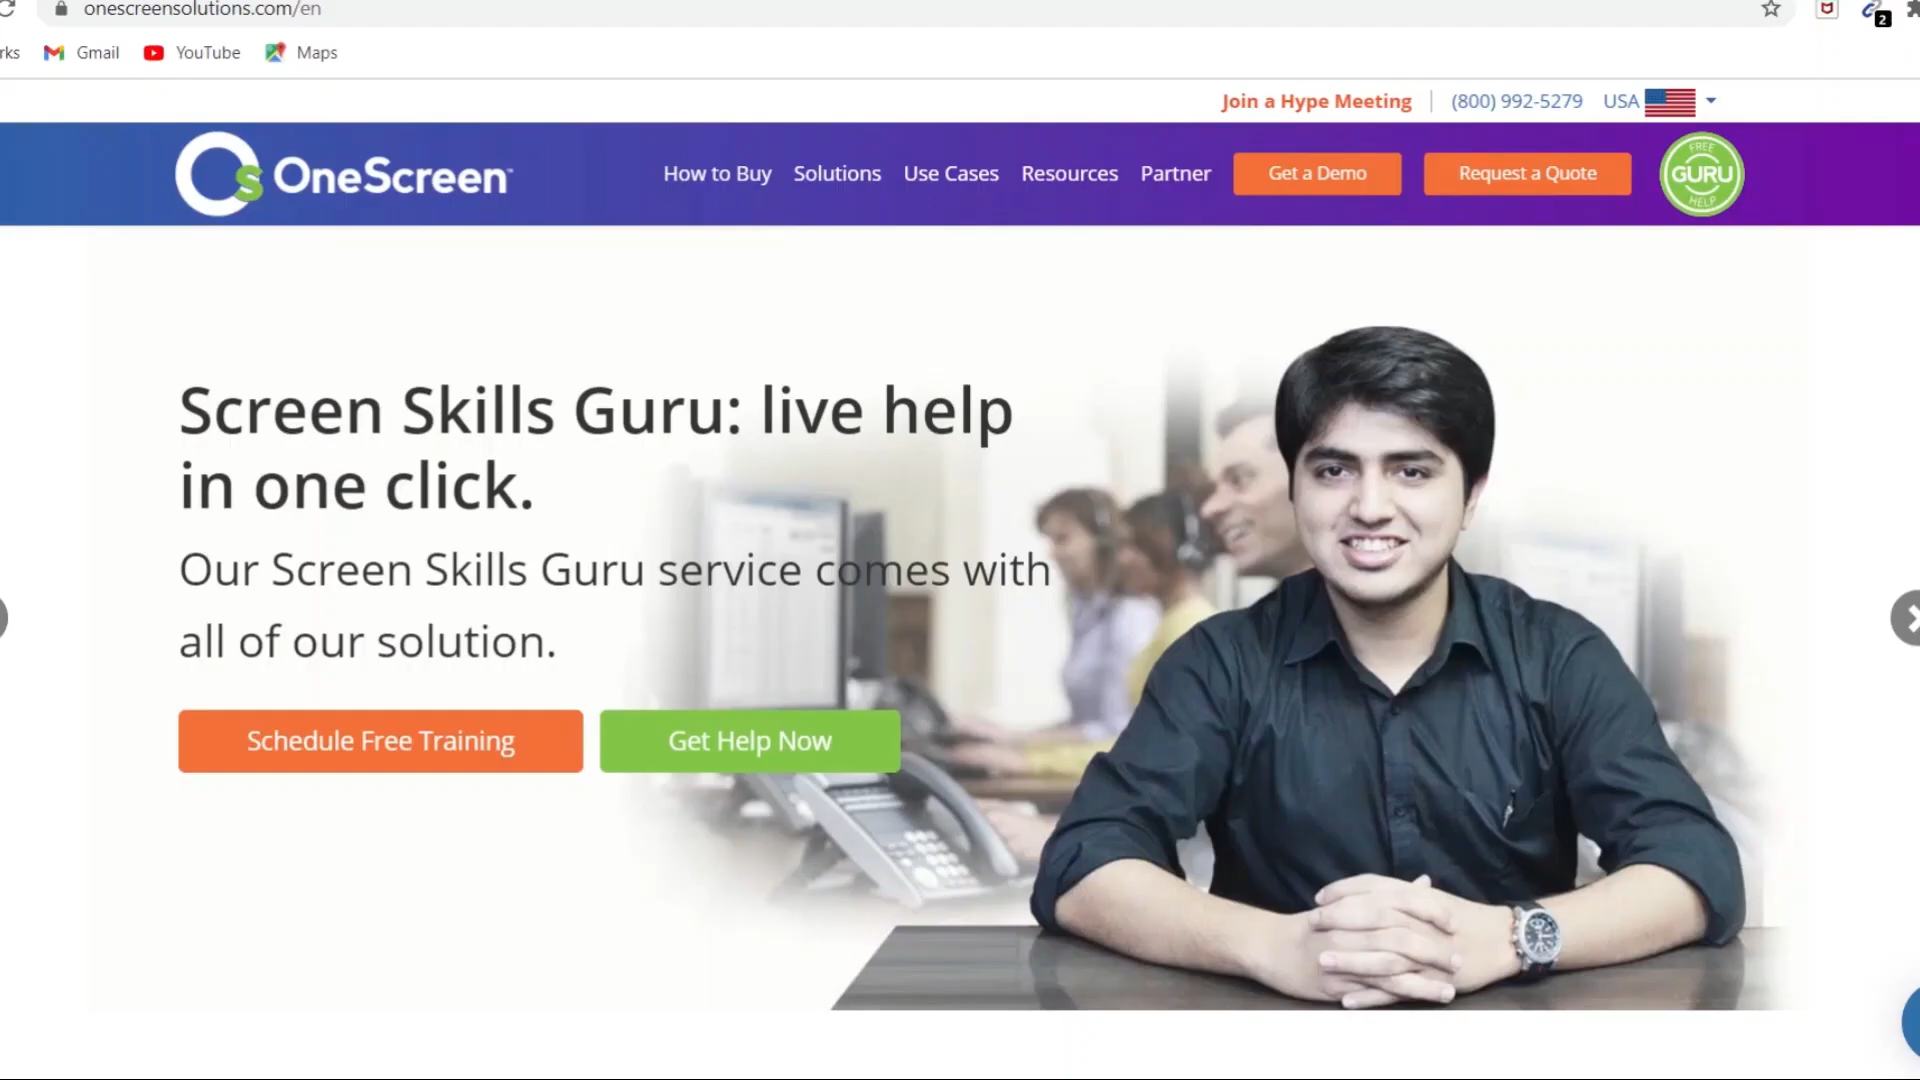 onescreensolutions.com/en
2
rks Gmail YouTube Maps
Join a Hype Meeting (800) 992-5279 USA
Os OneScreen How to Buy Solutions Use Cases Resources Partner Get a Demo Request a Quote
FREE
GURU
HELP
Screen Skills Guru: live help
in one click.
Our Screen Skills Guru service comes with
all of our solution.
Schedule Free Training Get Help Now